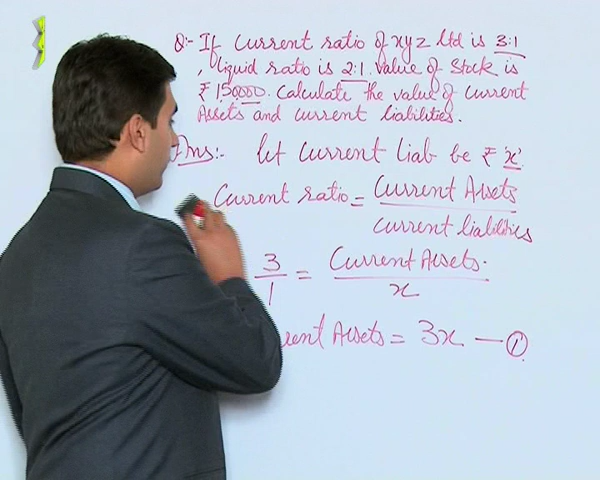 Q:- If Current ratio of xyz Ltd is 3:1
, liquid ratio is 2:1. value of Stock is
₹ 150000. Calculate the value of Current
Assets and current liabilities.
Ans:- let Current Liab be ₹ 'x'.
Current ratio = Current Assets
current liabilities
3 = Current Assets.
1 x
rent Assets = 3x — ①